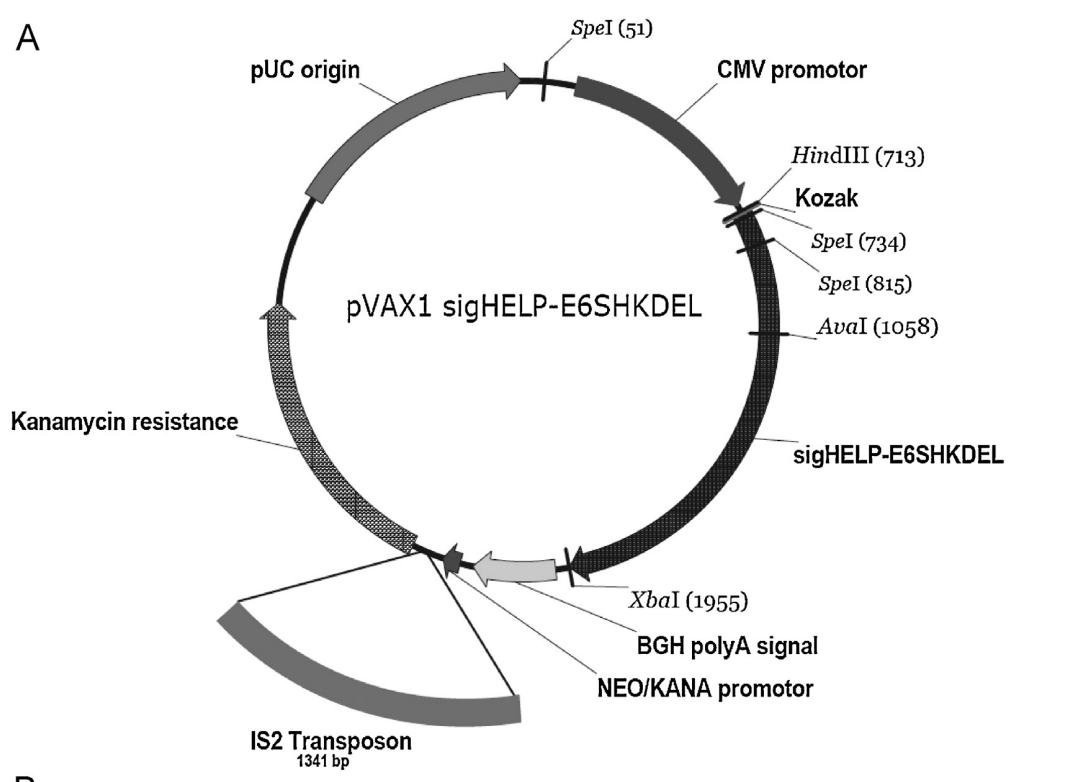 A
SpeI (51)
pUC origin
CMV promotor
HindIII (713)
Kozak
SpeI (734)
SpeI (815)
pVAX1 sigHELP-E6SHKDEL
AvaI (1058)
Kanamycin resistance
sigHELP-E6SHKDEL
XbaI (1955)
BGH polyA signal
NEO/KANA promotor
IS2 Transposon
1341 bp